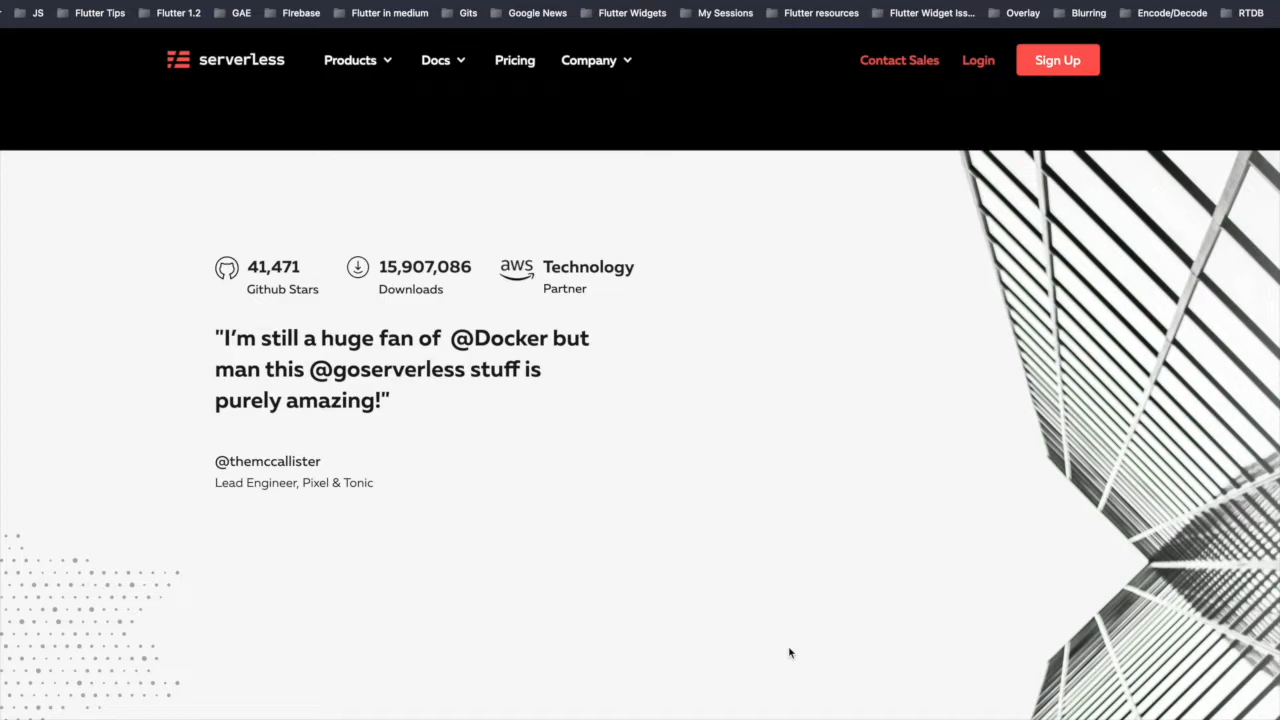 JS Flutter Tips Flutter 1.2 GAE FIrebase Flutter in medium Gits Google News Flutter Widgets My Sessions Flutter resources Flutter Widget Iss... Overlay Blurring Encode/Decode RTDB
serverless Products Docs Pricing Company Contact Sales Login Sign Up
41,471 15,907,086 aws Technology
Github Stars Downloads Partner
"I’m still a huge fan of @Docker but
man this @goserverless stuff is
purely amazing!"
@themccallister
Lead Engineer, Pixel & Tonic